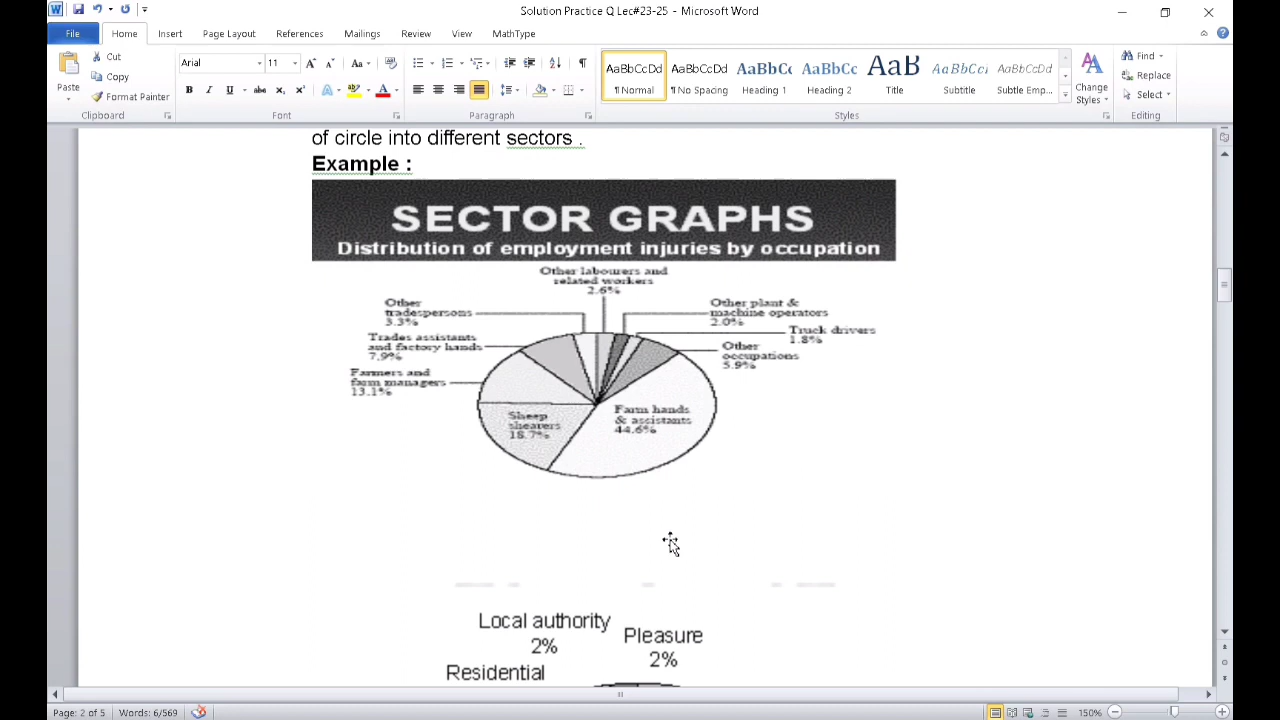 Solution Practice Q Lec#23-25 - Microsoft Word
File Home Insert Page Layout References Mailings Review View MathType
Paste
Cut
Copy
Format Painter
Clipboard
Arial 11
Font
Paragraph
AaBbCcDd AaBbCcDd AaBbCc AaBbCc AaB AaBbCcI AaBbCcDd
¶ Normal ¶ No Spacing Heading 1 Heading 2 Title Subtitle Subtle Emp...
Styles
Change
Styles
Find
Replace
Select
Editing
of circle into different sectors .
Example :
SECTOR GRAPHS
Distribution of employment injuries by occupation
Other labourers and
related workers
2.6%
Other
tradespersons
3.3%
Other plant &
machine operators
2.0%
Trades assistants
and factory hands
7.9%
Truck drivers
1.8%
Other
occupations
5.9%
Farmers and
farm managers
13.1%
Sheep
shearers
18.7%
Farm hands
& assistants
44.6%
Local authority
2%
Pleasure
2%
Residential
Page: 2 of 5 Words: 6/569 150%